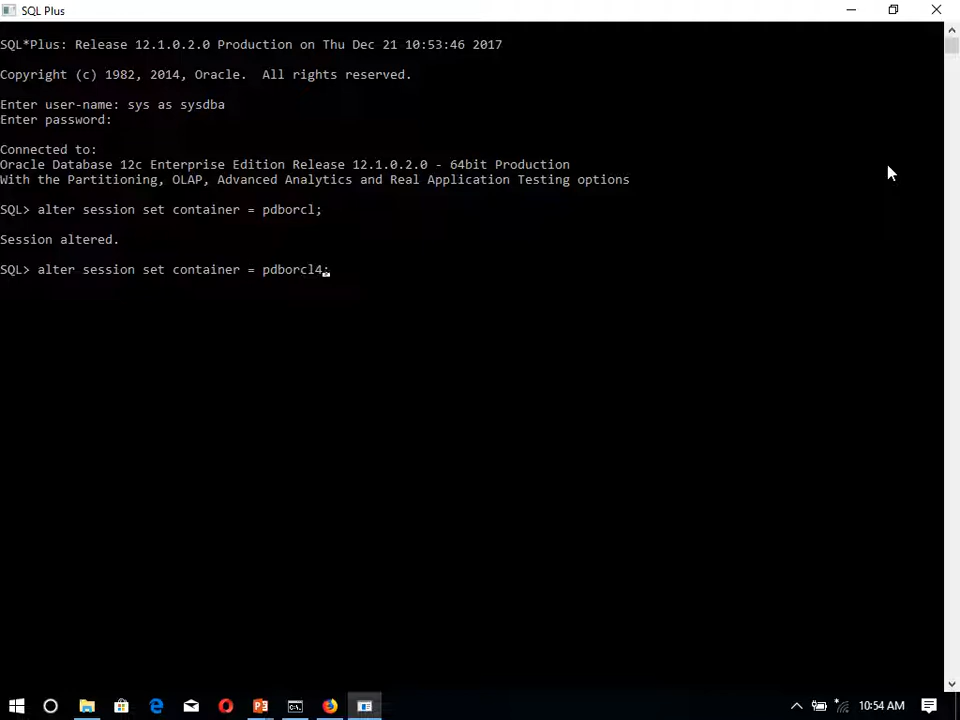 SQL Plus
SQL*Plus: Release 12.1.0.2.0 Production on Thu Dec 21 10:53:46 2017
Copyright (c) 1982, 2014, Oracle.  All rights reserved.
Enter user-name: sys as sysdba
Enter password:
Connected to:
Oracle Database 12c Enterprise Edition Release 12.1.0.2.0 - 64bit Production
With the Partitioning, OLAP, Advanced Analytics and Real Application Testing options
SQL> alter session set container = pdborcl;
Session altered.
SQL> alter session set container = pdborcl4;
10:54 AM